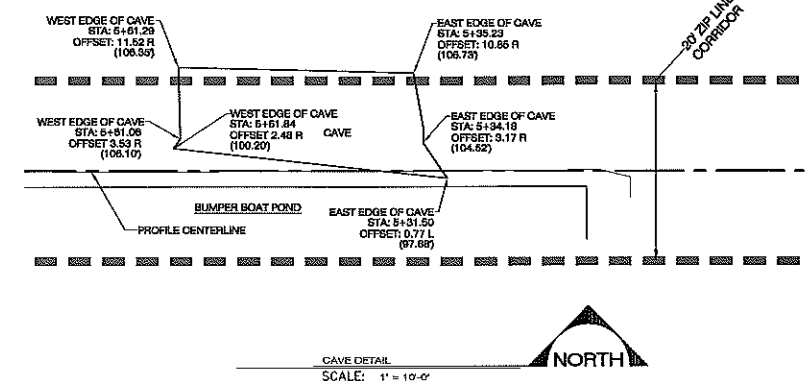 WEST EDGE OF CAVE
STA: 5+61.29
OFFSET: 11.52 R
(106.35')
EAST EDGE OF CAVE
STA: 5+35.23
OFFSET: 10.85 R
(106.73')
20' ZIP LINE
CORRIDOR
WEST EDGE OF CAVE
STA: 5+61.06
OFFSET 3.53 R
(106.10')
WEST EDGE OF CAVE
STA: 5+61.84
OFFSET 2.48 R
(100.20')
CAVE
EAST EDGE OF CAVE
STA: 5+34.18
OFFSET: 3.17 R
(104.52')
BUMPER BOAT POND
PROFILE CENTERLINE
EAST EDGE OF CAVE
STA: 5+31.50
OFFSET: 0.77 L
(97.68')
NORTH
CAVE DETAIL
SCALE: 1" = 10'-0"